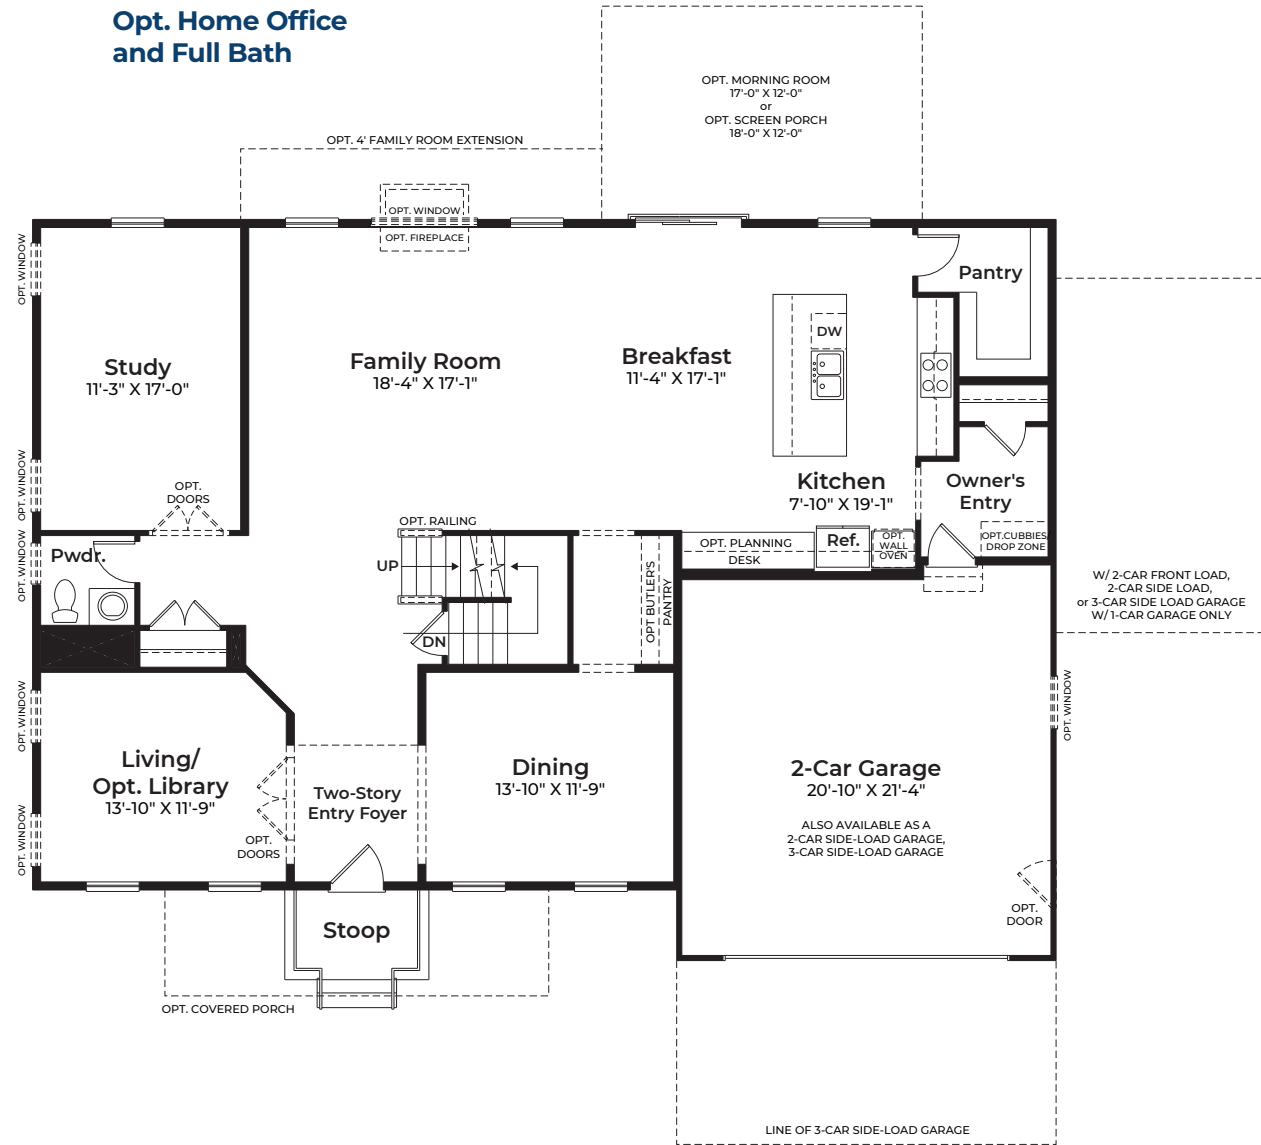 Opt. Home Office
and Full Bath
OPT. MORNING ROOM
17'-0" X 12'-0"
or
OPT. SCREEN PORCH
18'-0" X 12'-0"
OPT. 4' FAMILY ROOM EXTENSION
OPT. WINDOW
OPT. FIREPLACE
OPT. WINDOW
Pantry
DW
Study
11'-3" X 17'-0"
Family Room
18'-4" X 17'-1"
Breakfast
11'-4" X 17'-1"
OPT. WINDOW
OPT.
DOORS
Kitchen
7'-10" X 19'-1"
Owner's
Entry
OPT. RAILING
OPT. WINDOW
Pwdr.
UP
DN
OPT BUTLER'S
PANTRY
OPT. PLANNING
DESK
Ref.
OPT.
WALL
OVEN
OPT.CUBBIES/
DROP ZONE
W/ 2-CAR FRONT LOAD,
2-CAR SIDE LOAD,
or 3-CAR SIDE LOAD GARAGE
W/ 1-CAR GARAGE ONLY
OPT. WINDOW
OPT. WINDOW
Living/
Opt. Library
13'-10" X 11'-9"
OPT.
DOORS
Two-Story
Entry Foyer
Dining
13'-10" X 11'-9"
2-Car Garage
20'-10" X 21'-4"
ALSO AVAILABLE AS A
2-CAR SIDE-LOAD GARAGE,
3-CAR SIDE-LOAD GARAGE
OPT. WINDOW
OPT.
DOOR
Stoop
OPT. COVERED PORCH
LINE OF 3-CAR SIDE-LOAD GARAGE